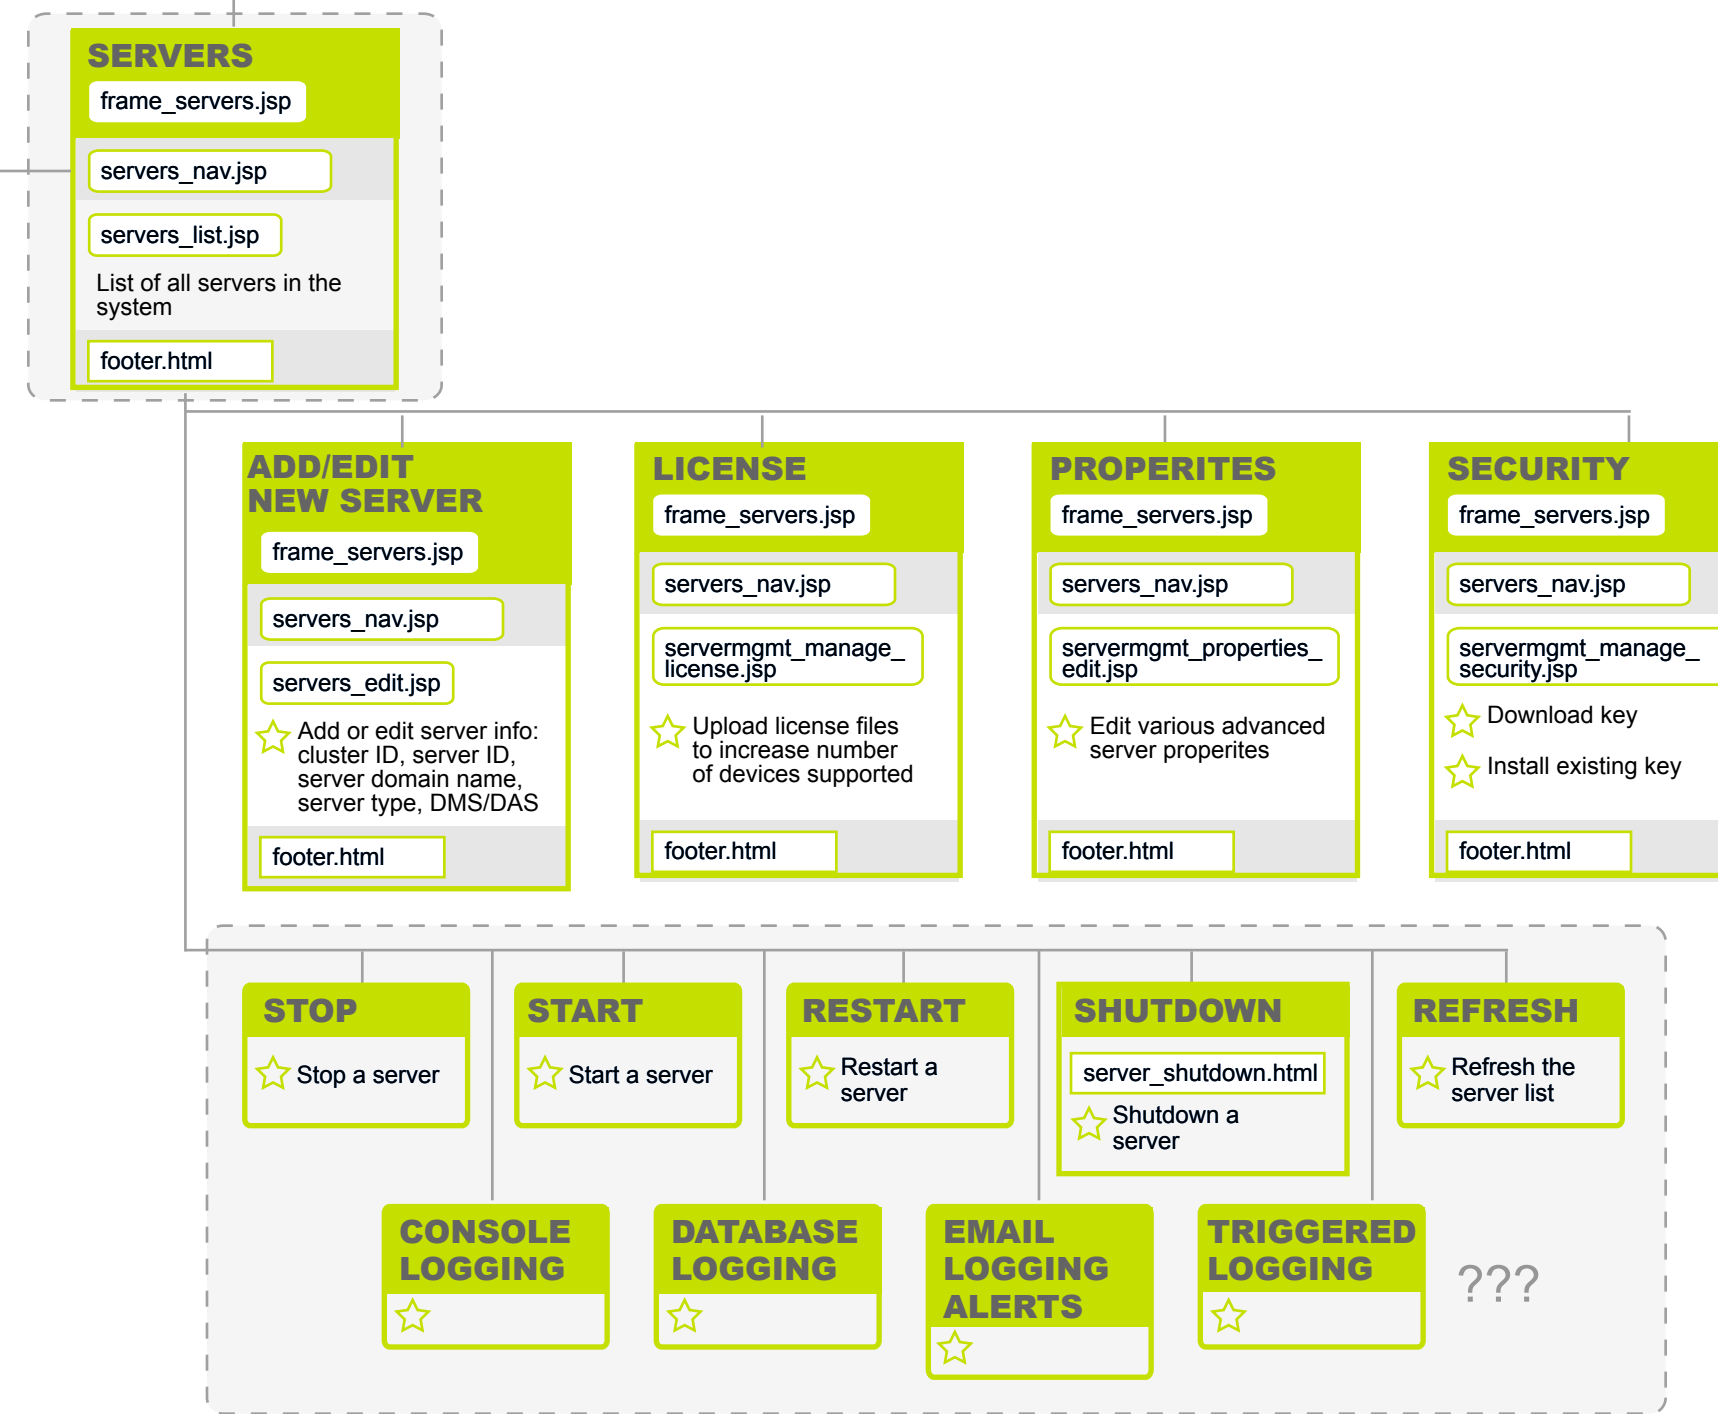 SERVERS
frame_servers.jsp
servers_nav.jsp
servers_list.jsp
List of all servers in the
system
footer.html
ADD/EDIT
NEW SERVER
frame_servers.jsp
servers_nav.jsp
servers_edit.jsp
Add or edit server info:
cluster ID, server ID,
server domain name,
server type, DMS/DAS
footer.html
LICENSE
frame_servers.jsp
servers_nav.jsp
servermgmt_manage_
license.jsp
Upload license files
to increase number
of devices supported
footer.html
PROPERITES
frame_servers.jsp
servers_nav.jsp
servermgmt_properties_
edit.jsp
Edit various advanced
server properites
footer.html
SECURITY
frame_servers.jsp
servers_nav.jsp
servermgmt_manage_
security.jsp
Download key
Install existing key
footer.html
STOP
Stop a server
START
Start a server
RESTART
Restart a
server
SHUTDOWN
server_shutdown.html
Shutdown a
server
REFRESH
Refresh the
server list
CONSOLE
LOGGING
DATABASE
LOGGING
EMAIL
LOGGING
ALERTS
TRIGGERED
LOGGING
???